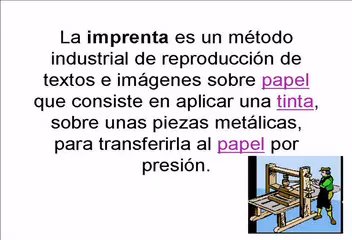 La imprenta es un método
industrial de reproducción de
textos e imágenes sobre papel
que consiste en aplicar una tinta,
sobre unas piezas metálicas,
para transferirla al papel por
presión.